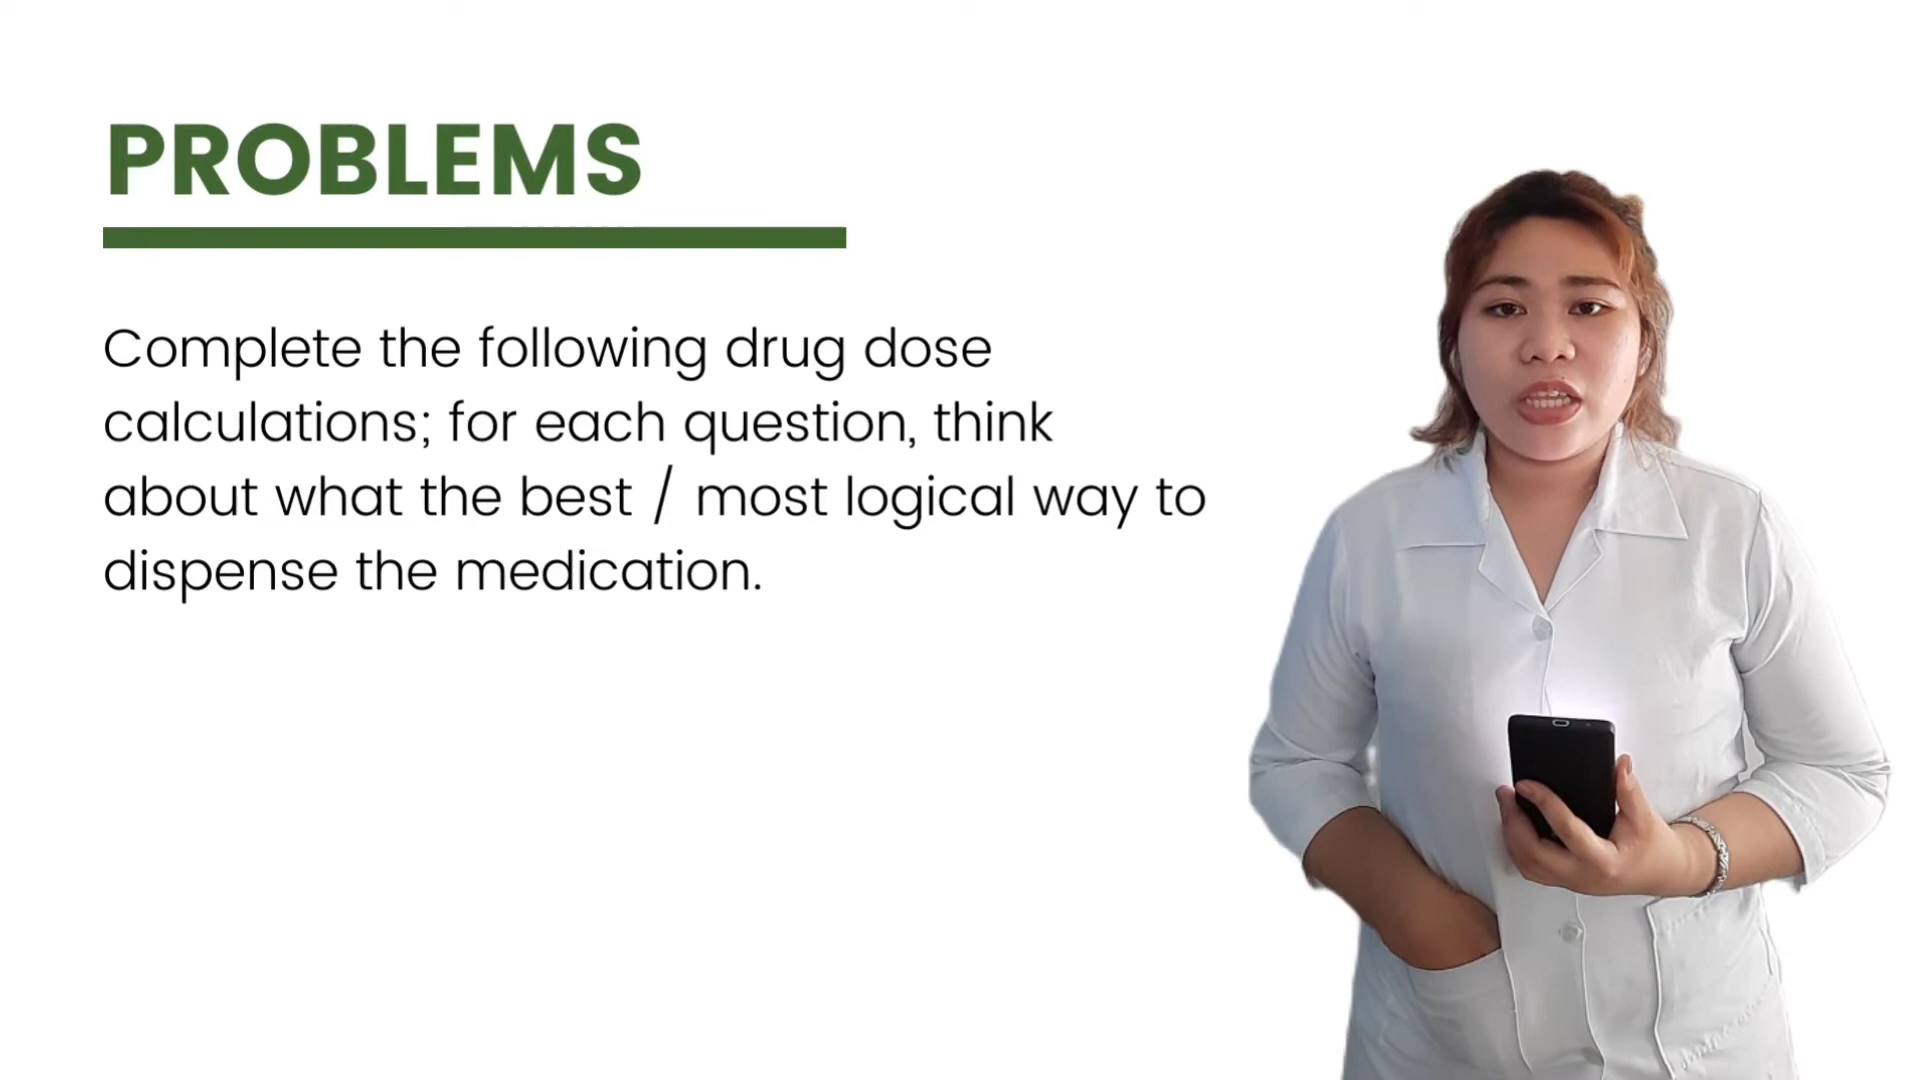 PROBLEMS
Complete the following drug dose
calculations; for each question, think
about what the best / most logical way to
dispense the medication.